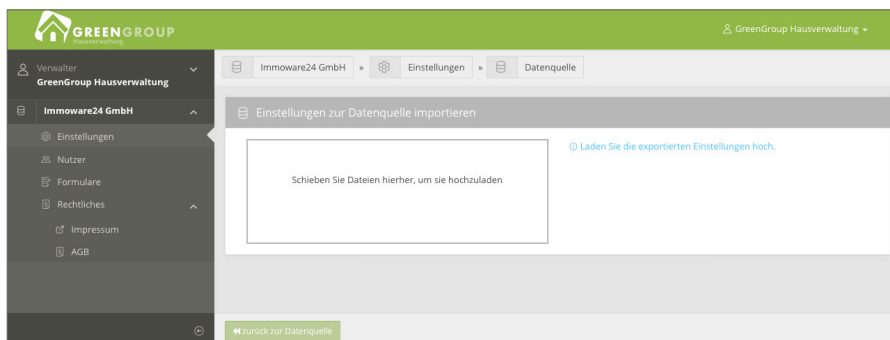 GREENGROUP
Hausverwaltung
GreenGroup Hausverwaltung
Verwalter
GreenGroup Hausverwaltung
Immoware24 GmbH
Einstellungen
Nutzer
Formulare
Rechtliches
Impressum
AGB
Immoware24 GmbH » Einstellungen » Datenquelle
Einstellungen zur Datenquelle importieren
Schieben Sie Dateien hierher, um sie hochzuladen
Laden Sie die exportierten Einstellungen hoch.
zurück zur Datenquelle